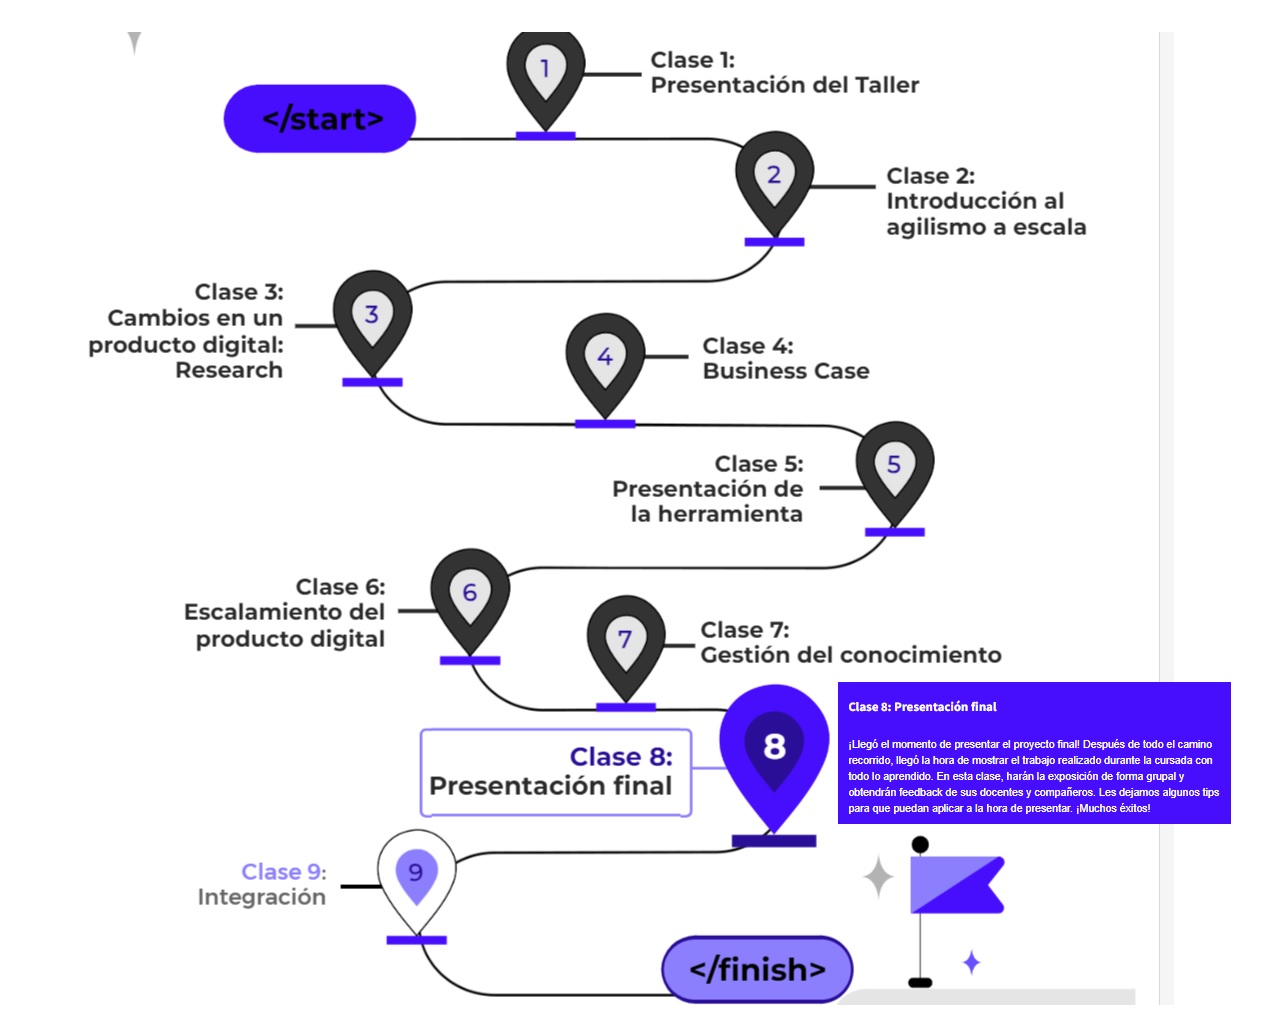 1
Clase 1:
Presentación del Taller
</start>
2
Clase 2:
Introducción al
agilismo a escala
Clase 3:
Cambios en un
producto digital:
Research
3
4
Clase 4:
Business Case
5
Clase 5:
Presentación de
la herramienta
Clase 6:
Escalamiento del
producto digital
6
7
Clase 7:
Gestión del conocimiento
Clase 8:
Presentación final
8
Clase 8: Presentación final
¡Llegó el momento de presentar el proyecto final! Después de todo el camino
recorrido, llegó la hora de mostrar el trabajo realizado durante la cursada con
todo lo aprendido. En esta clase, harán la exposición de forma grupal y
obtendrán feedback de sus docentes y compañeros. Les dejamos algunos tips
para que puedan aplicar a la hora de presentar. ¡Muchos éxitos!
Clase 9:
Integración
9
</finish>